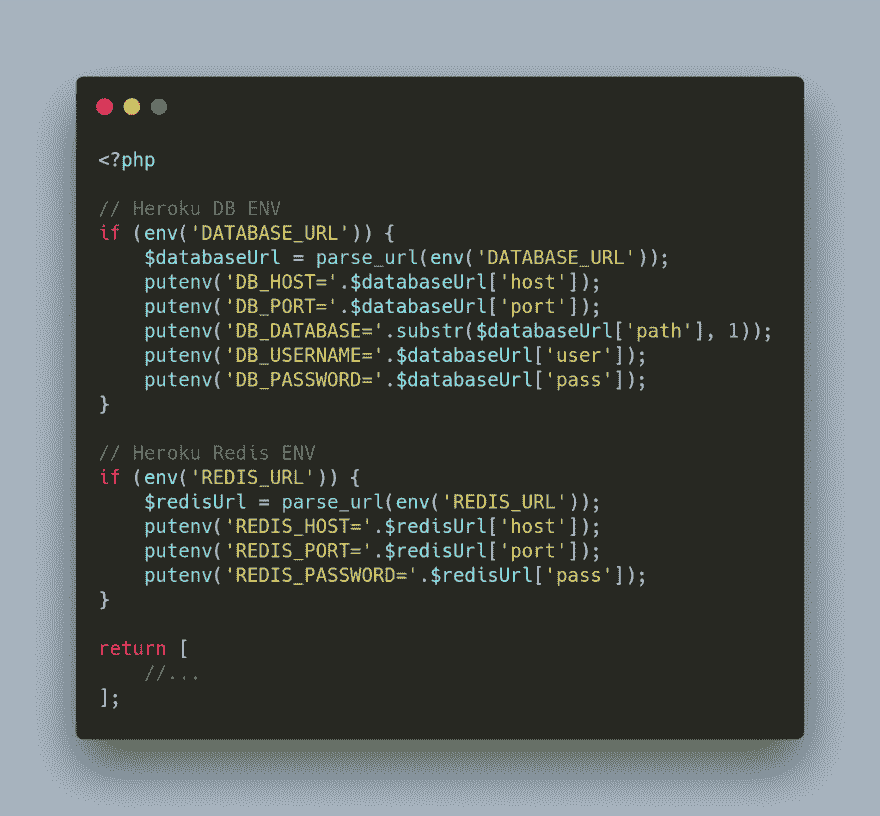 <?php
// Heroku DB ENV
if (env('DATABASE_URL')) {
    $databaseUrl = parse_url(env('DATABASE_URL'));
    putenv('DB_HOST='.$databaseUrl['host']);
    putenv('DB_PORT='.$databaseUrl['port']);
    putenv('DB_DATABASE='.substr($databaseUrl['path'], 1));
    putenv('DB_USERNAME='.$databaseUrl['user']);
    putenv('DB_PASSWORD='.$databaseUrl['pass']);
}
// Heroku Redis ENV
if (env('REDIS_URL')) {
    $redisUrl = parse_url(env('REDIS_URL'));
    putenv('REDIS_HOST='.$redisUrl['host']);
    putenv('REDIS_PORT='.$redisUrl['port']);
    putenv('REDIS_PASSWORD='.$redisUrl['pass']);
}
return [
    //...
];